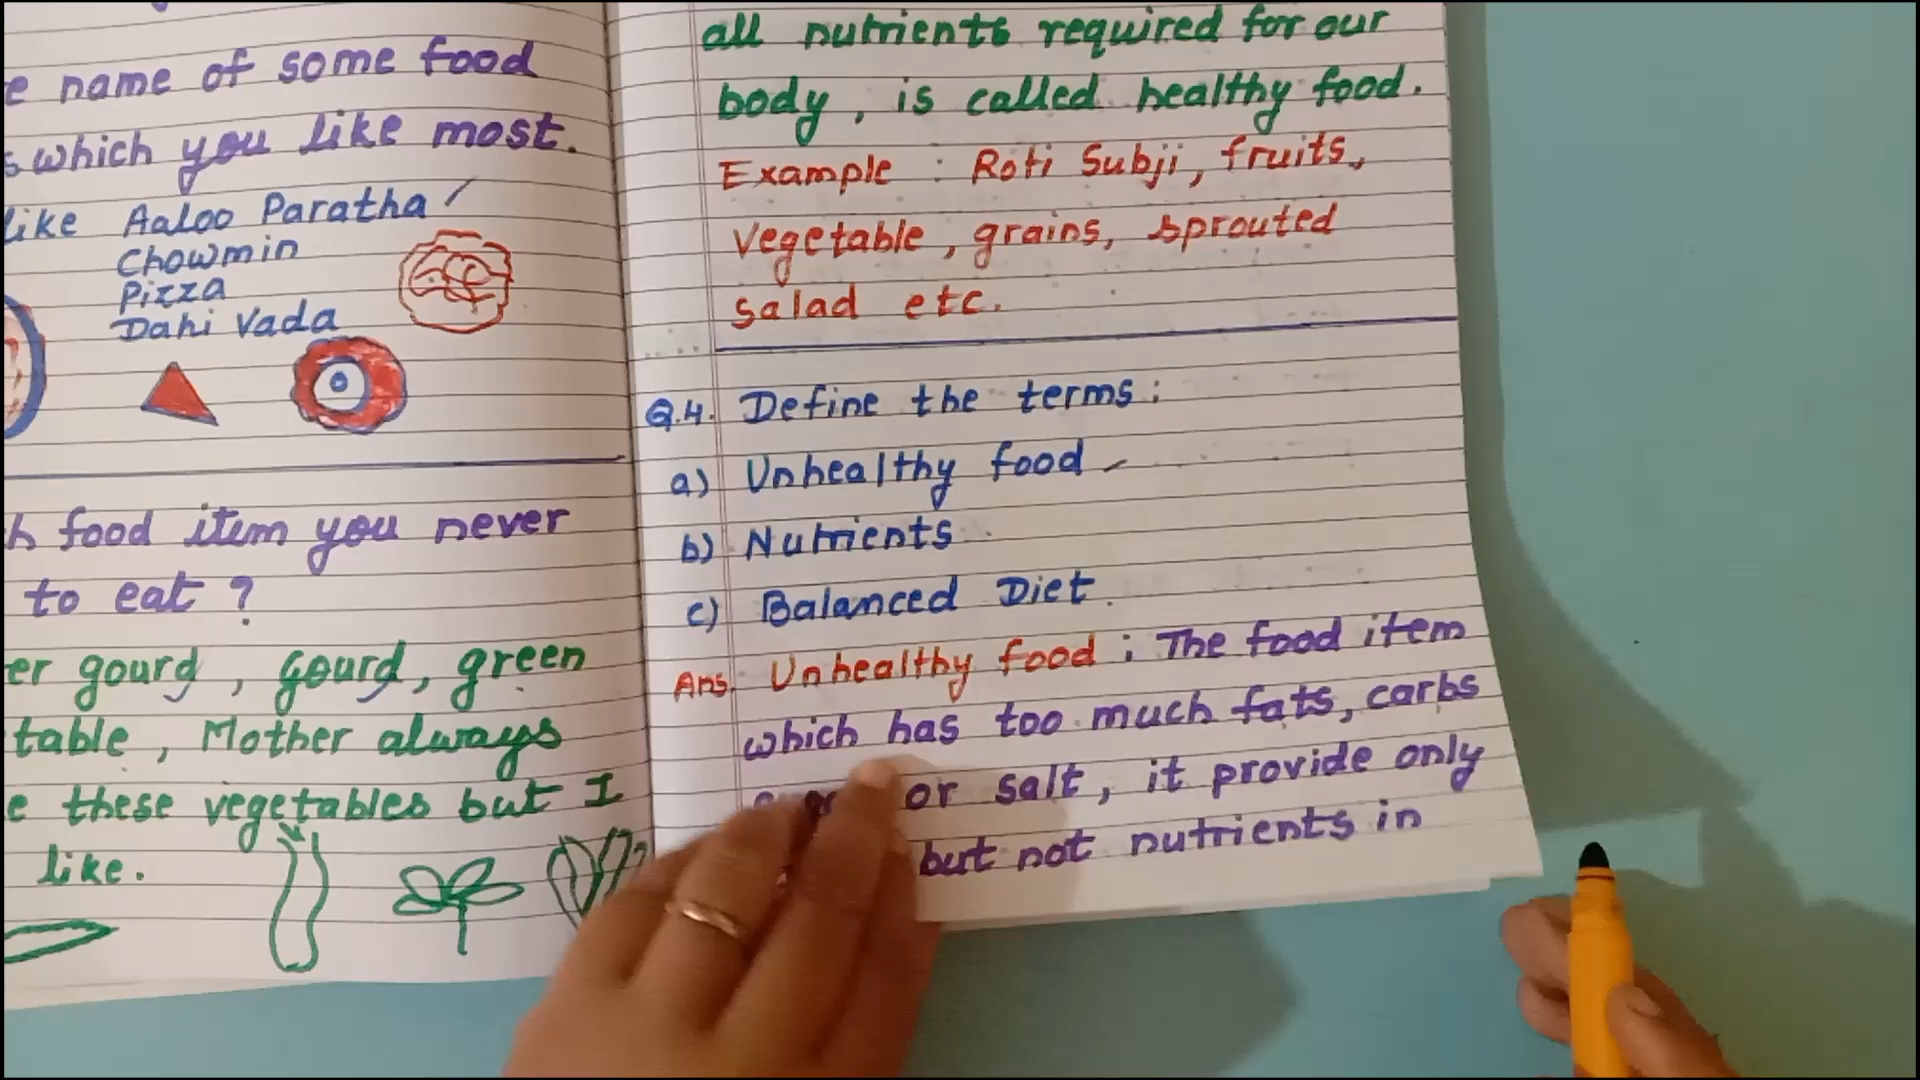 e name of some food
s which you like most.
like Aaloo Paratha
Chowmin
Pizza
Dahi Vada
h food item you never
to eat ?
er gourd, gourd, green
table, Mother always
e these vegetables but I
like.
all nutrients required for our
body, is called healthy food.
Example : Roti Subji, fruits,
Vegetable, grains, sprouted
salad etc.
Q.4. Define the terms :
a) Unhealthy food
b) Nutrients
c) Balanced Diet
Ans. Unhealthy food : The food item
which has too much fats, carbs
or salt, it provide only
but not nutrients in